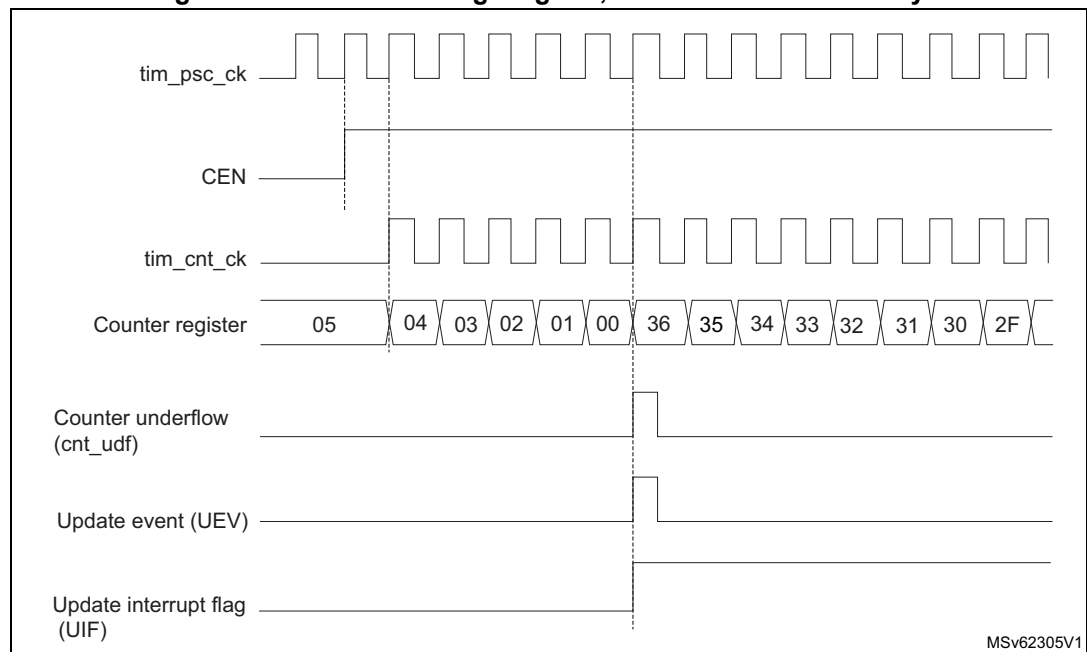 tim_psc_ck
CEN
tim_cnt_ck
Counter register 05 04 03 02 01 00 36 35 34 33 32 31 30 2F
Counter underflow
(cnt_udf)
Update event (UEV)
Update interrupt flag
(UIF)
MSv62305V1